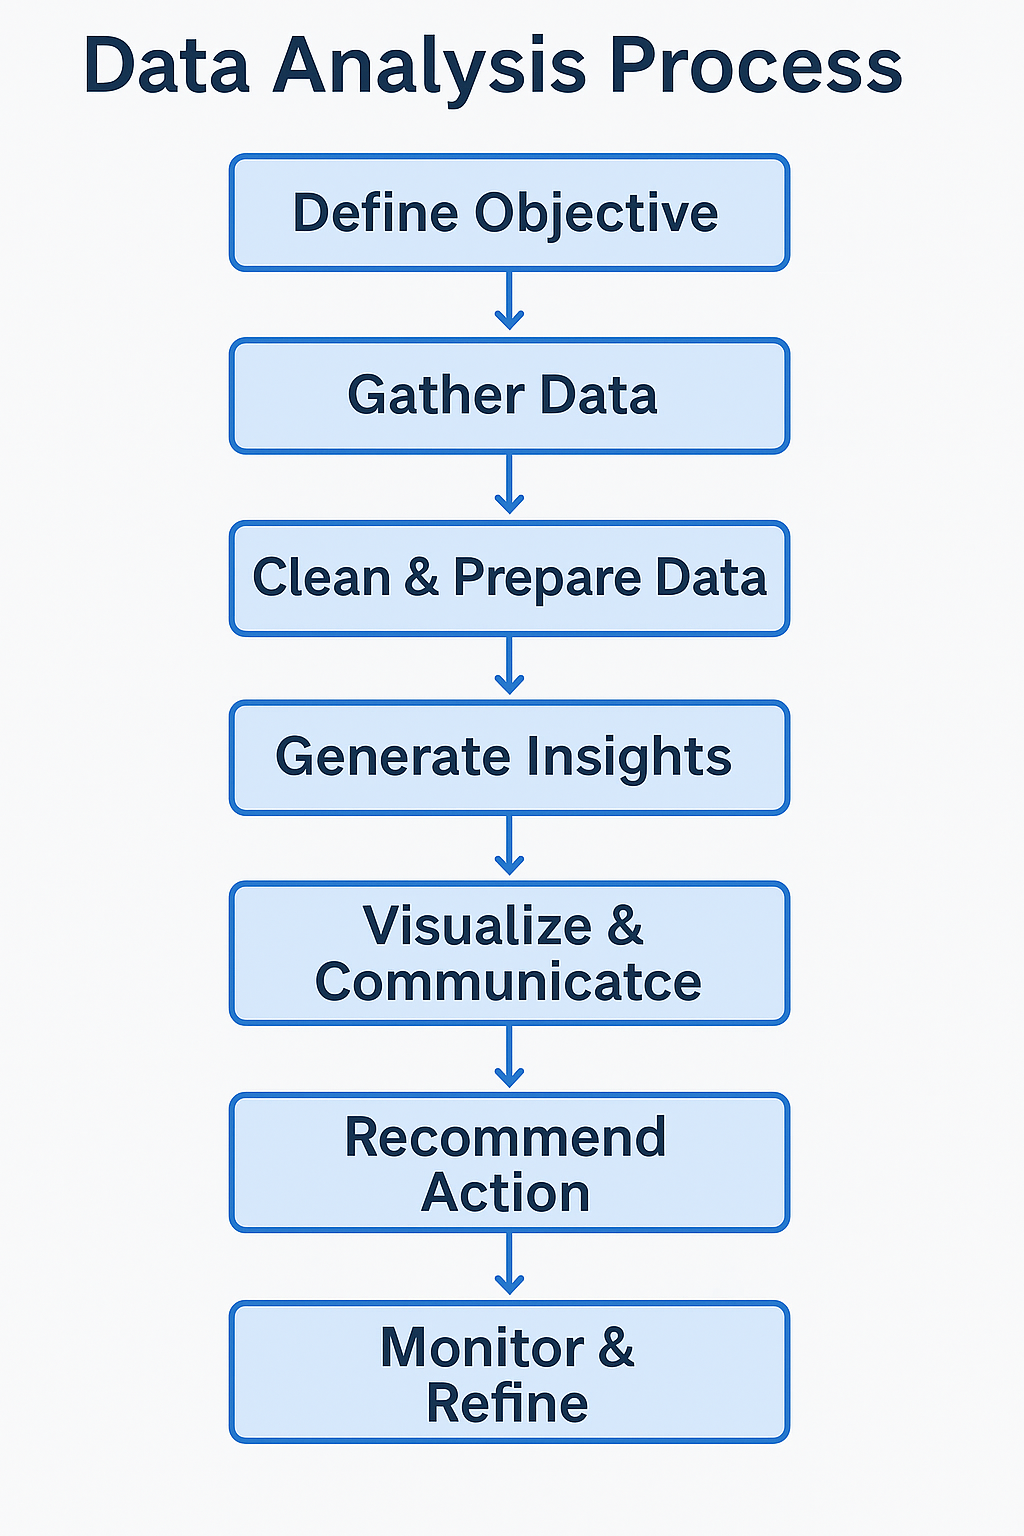 Data Analysis Process
Define Objective
Gather Data
Clean & Prepare Data
Generate Insights
Visualize &
Communicatce
Recommend
Action
Monitor &
Refine